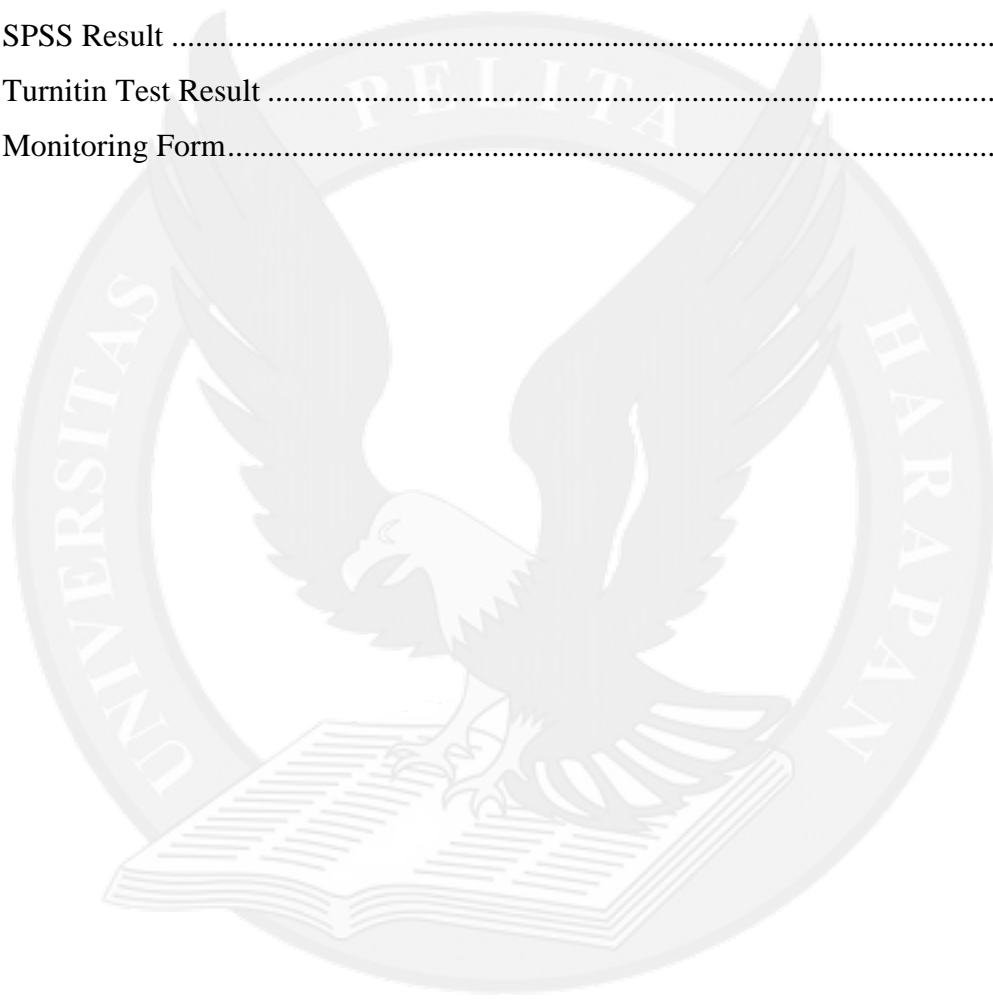 SPSS Result ........................................................................................................
Turnitin Test Result ............................................................................................
Monitoring Form.................................................................................................
UNIVERSITAS PELITA HARAPAN